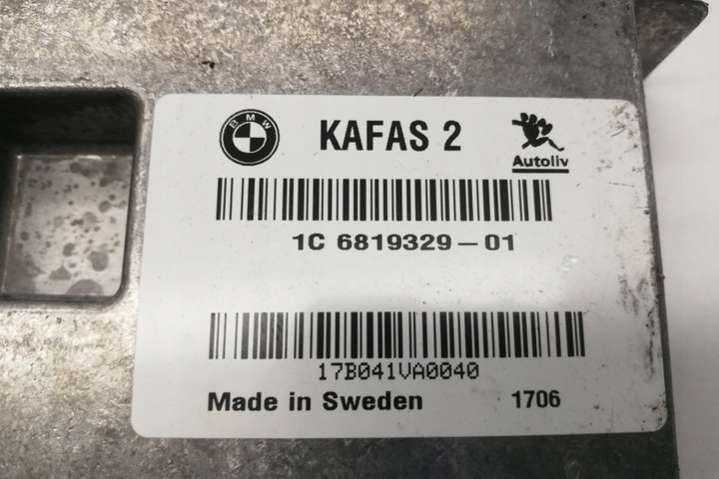 BMW
KAFAS 2
Autoliv
1C 6819329-01
17B041VA0040
Made in Sweden 1706